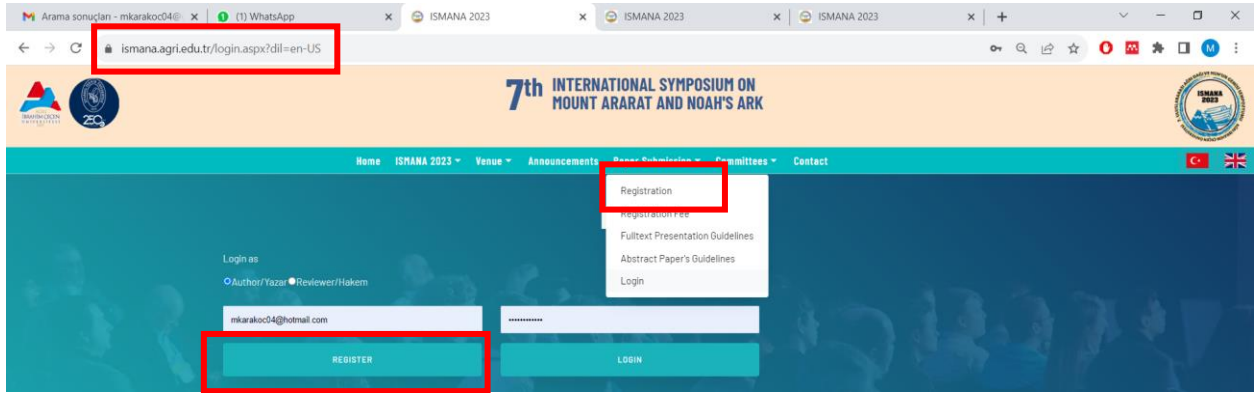 Arama sonuçları - mkarakoc04@
(1) WhatsApp
ISMANA 2023
ISMANA 2023
ISMANA 2023
ismana.agri.edu.tr/login.aspx?dil=en-US
M
7th INTERNATIONAL SYMPOSIUM ON
MOUNT ARARAT AND NOAH'S ARK
ISMANA
2023
Home ISMANA 2023 Venue Announcements Paper Submission Committees Contact
Registration
Registration Fee
Fulltext Presentation Guidelines
Abstract Paper's Guidelines
Login
Login as
Author/Yazar Reviewer/Hakem
mkarakoc04@hotmail.com ••••••••••••
REGISTER LOGIN